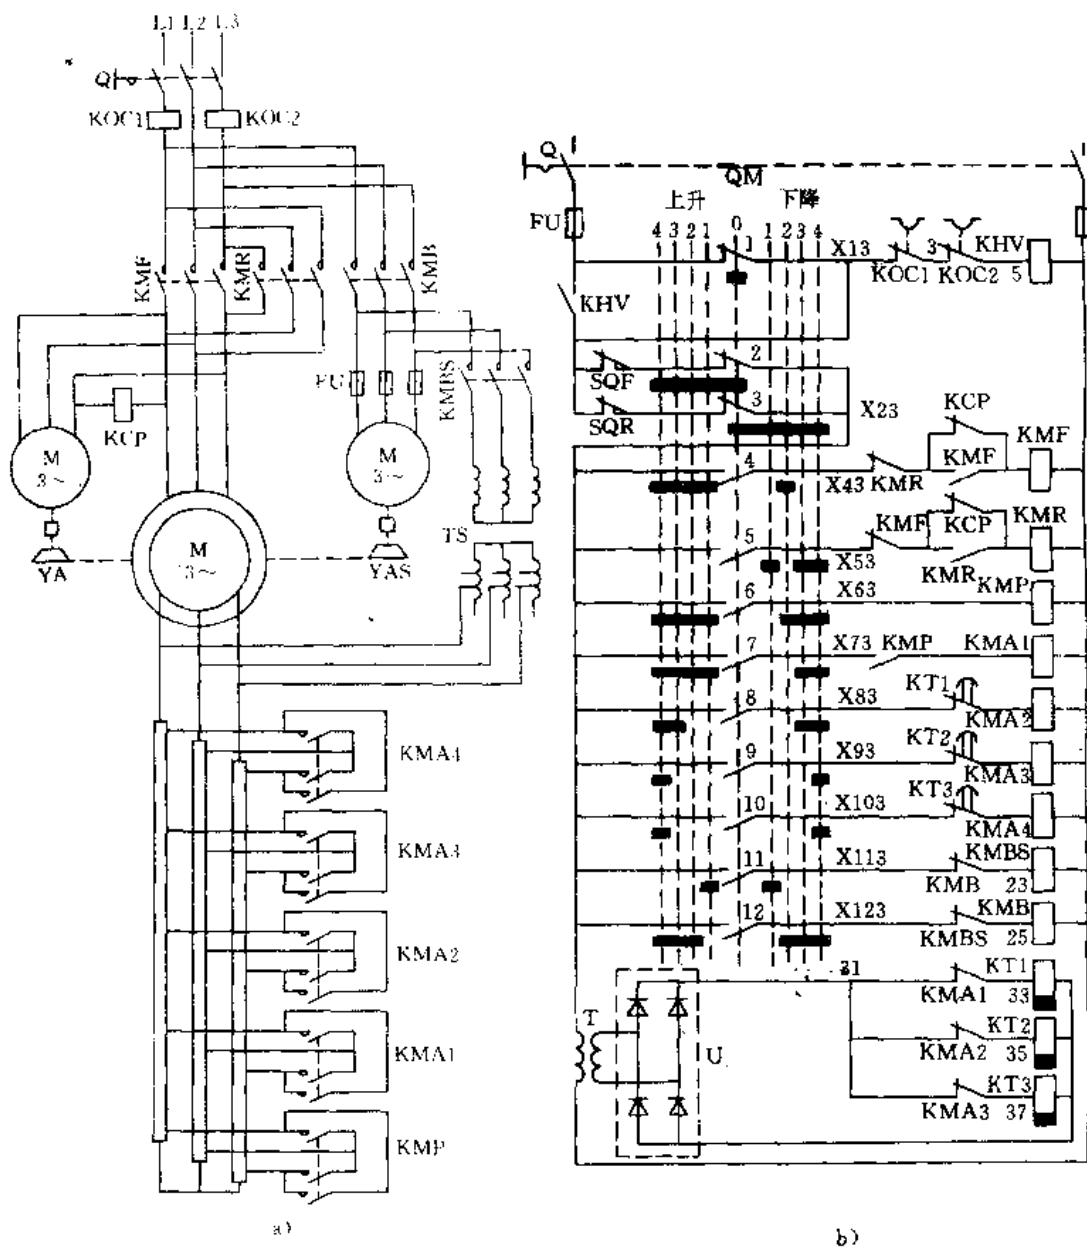 L1 L2 L3
Q
KOC1 KOC2
KMF KMR KMB
FU KMBS
KCP
M
3~
M
3~
YA
M
3~
YAS
TS
KMA4
KMA3
KMA2
KMA1
KMP
a)
Q
QM
FU
上升 0 下降
4 3 2 1 1 2 3 4
1 X13 3 KHV
KOC1 KOC2 5
KHV
2
SQF
3
SQR X23
KCP
KMF
4 KMF
X43 KMR
KMF KCP KMR
5
X53 KMR
6 X63 KMP
7 X73 KMP KMA1
8 X83 KT1
KMA2
9 X93 KT2
KMA3
10 X103 KT3
KMA4
11 X113 KMBS
KMB 23
12 X123 KMB
KMBS 25
31 KT1
KMA1 33
T U
KT2
KMA2 35
KT3
KMA3 37
b)